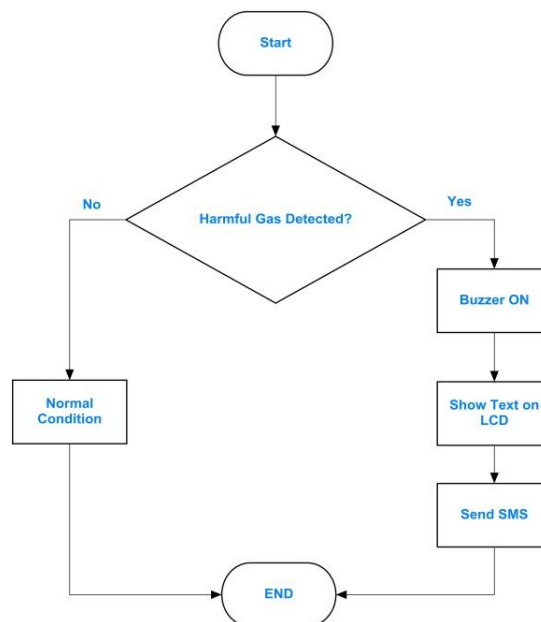 Start
Harmful Gas Detected?
No
Yes
Buzzer ON
Normal
Condition
Show Text on
LCD
Send SMS
END